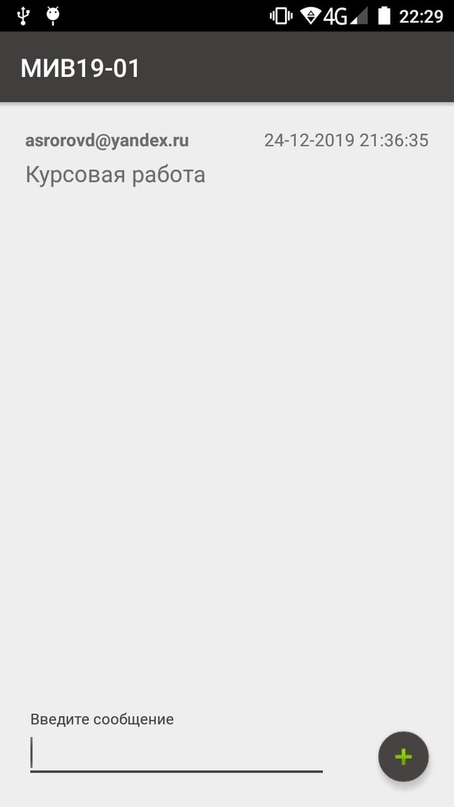 4G 22:29
МИВ19-01
asrorovd@yandex.ru 24-12-2019 21:36:35
Курсовая работа
Введите сообщение